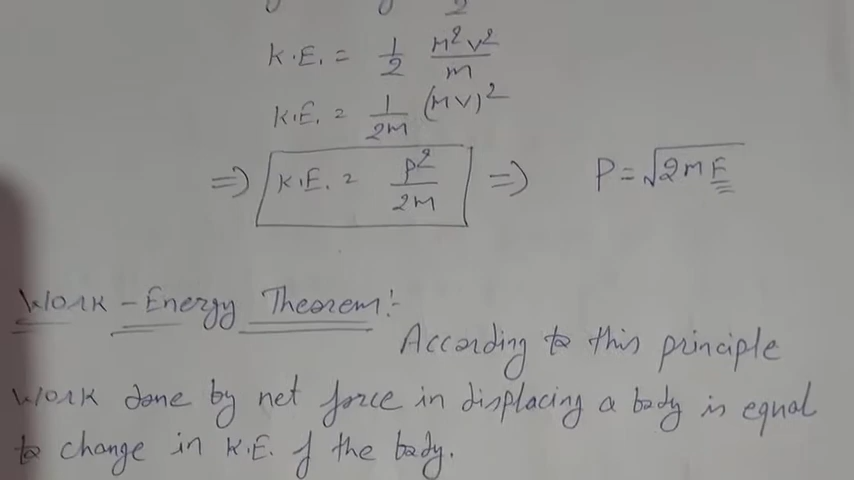 2
K.E. = 1/2 m²v²/m
K.E. = 1/2m (mv)²
=> K.E. = p²/2m => P = √2mE
Work - Energy Theorem:-
According to this principle
Work done by net force in displacing a body is equal
to change in K.E. of the body.